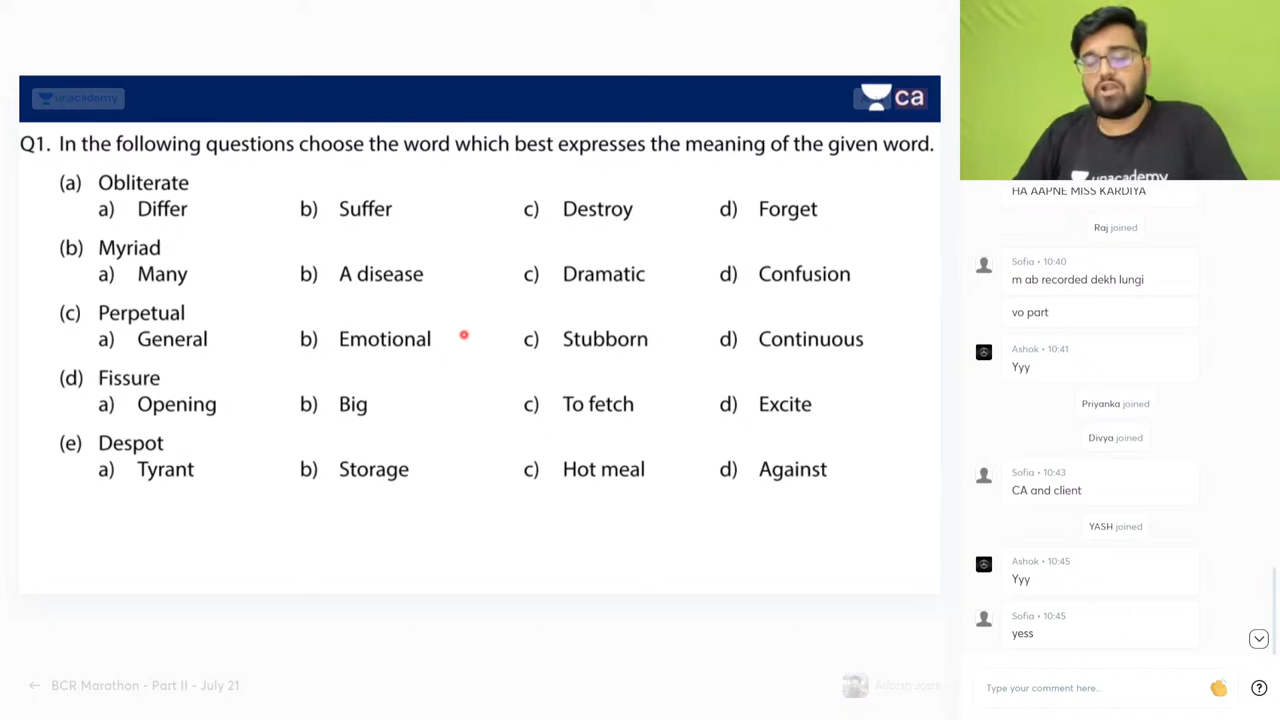 unacademy
ca
Q1. In the following questions choose the word which best expresses the meaning of the given word.
(a) Obliterate
a) Differ b) Suffer c) Destroy d) Forget
(b) Myriad
a) Many b) A disease c) Dramatic d) Confusion
(c) Perpetual
a) General b) Emotional c) Stubborn d) Continuous
(d) Fissure
a) Opening b) Big c) To fetch d) Excite
(e) Despot
a) Tyrant b) Storage c) Hot meal d) Against
← BCR Marathon - Part II - July 21
unacademy
HA AAPNE MISS KARDIYA
Raj joined
Sofia • 10:40
m ab recorded dekh lungi
vo part
Ashok • 10:41
Yyy
Priyanka joined
Divya joined
Sofia • 10:43
CA and client
YASH joined
Ashok • 10:45
Yyy
Sofia • 10:45
yess
Type your comment here...
?